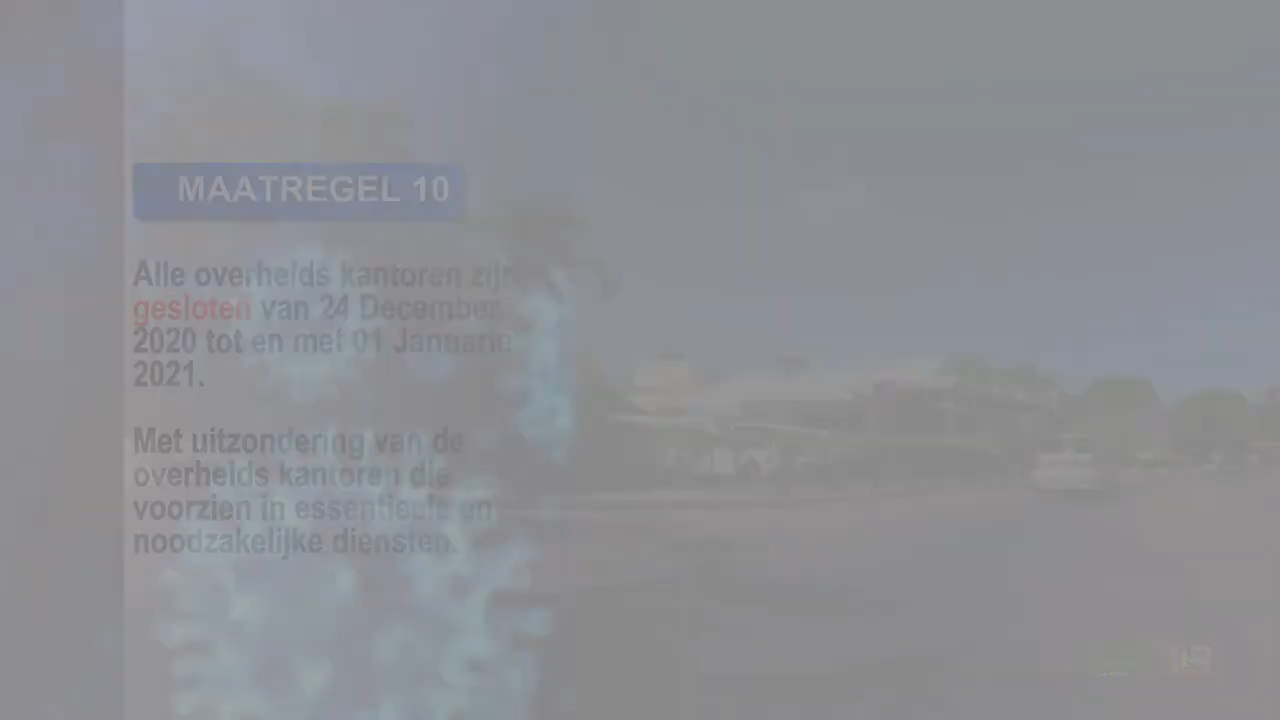 MAATREGEL 10
Alle overheids kantoren zijn
gesloten van 24 December
2020 tot en met 01 Januarie
2021.
Met uitzondering van de
overheids kantoren die
voorzien in essentiele en
noodzakelijke diensten.